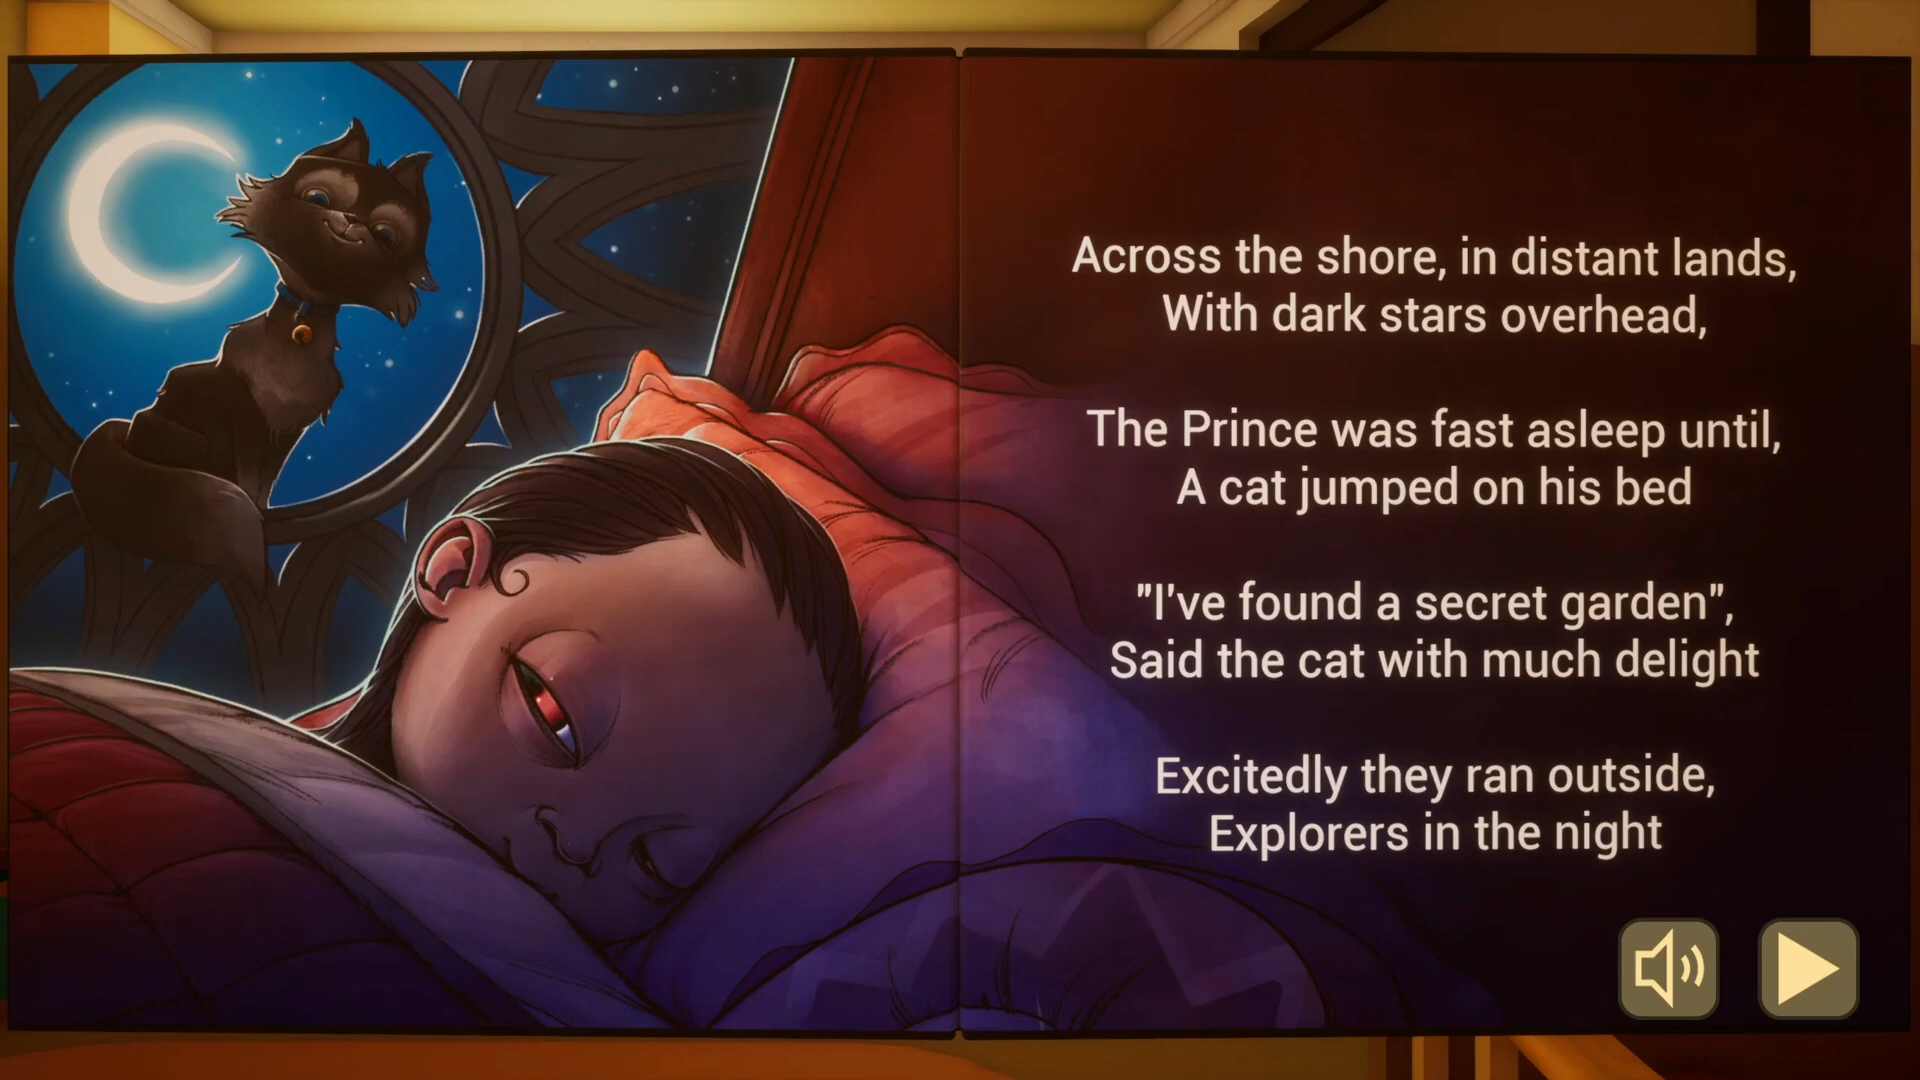 Across the shore, in distant lands,
With dark stars overhead,
The Prince was fast asleep until,
A cat jumped on his bed
"I've found a secret garden",
Said the cat with much delight
Excitedly they ran outside,
Explorers in the night